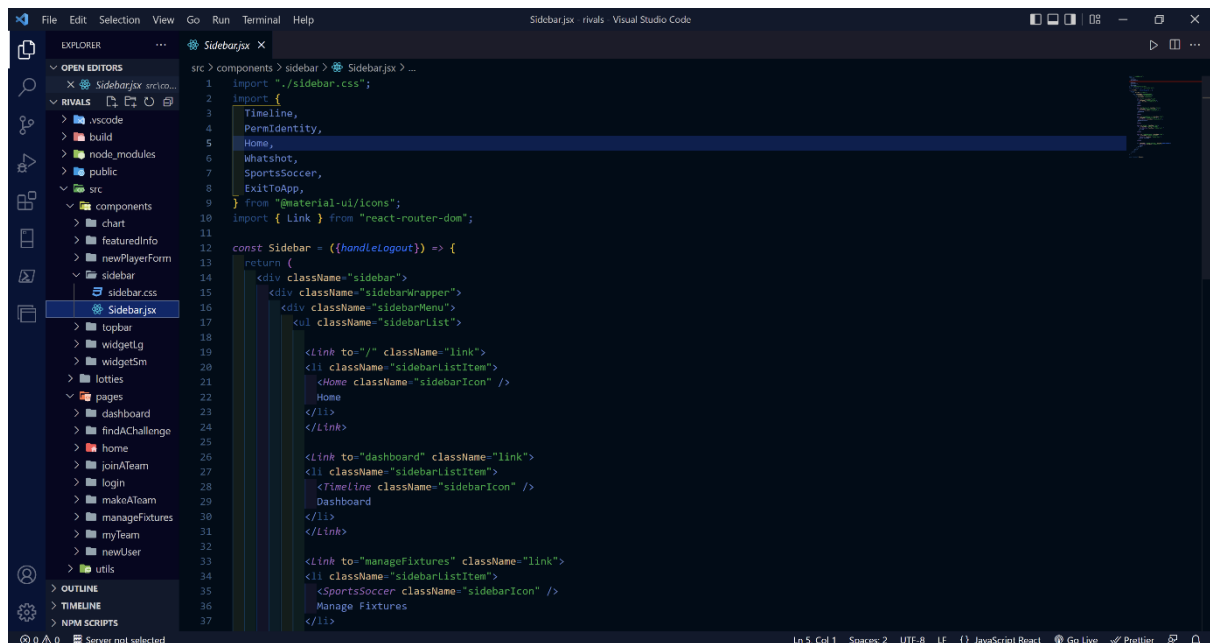 File Edit Selection View Go Run Terminal Help
Sidebar.jsx - rivals - Visual Studio Code
EXPLORER
OPEN EDITORS
Sidebar.jsx src\co...
RIVALS
.vscode
build
node_modules
public
src
components
chart
featuredInfo
newPlayerForm
sidebar
sidebar.css
Sidebar.jsx
topbar
widgetLg
widgetSm
lotties
pages
dashboard
findAChallenge
home
joinATeam
login
makeATeam
manageFixtures
myTeam
newUser
utils
OUTLINE
TIMELINE
NPM SCRIPTS
Sidebar.jsx
src > components > sidebar > Sidebar.jsx > ...
1 import "./sidebar.css";
2 import {
3 Timeline,
4 PermIdentity,
5 Home,
6 Whatshot,
7 SportsSoccer,
8 ExitToApp,
9 } from "@material-ui/icons";
10 import { Link } from "react-router-dom";
11
12 const Sidebar = ({handleLogout}) => {
13 return (
14 <div className="sidebar">
15 <div className="sidebarWrapper">
16 <div className="sidebarMenu">
17 <ul className="sidebarList">
18
19 <Link to="/" className="link">
20 <li className="sidebarListItem">
21 <Home className="sidebarIcon" />
22 Home
23 </li>
24 </Link>
25
26 <Link to="dashboard" className="link">
27 <li className="sidebarListItem">
28 <Timeline className="sidebarIcon" />
29 Dashboard
30 </li>
31 </Link>
32
33 <Link to="manageFixtures" className="link">
34 <li className="sidebarListItem">
35 <SportsSoccer className="sidebarIcon" />
36 Manage Fixtures
37 </li>
0 0 Server not selected
Ln 5, Col 1 Spaces: 2 UTF-8 LF {} JavaScript React Go Live Prettier